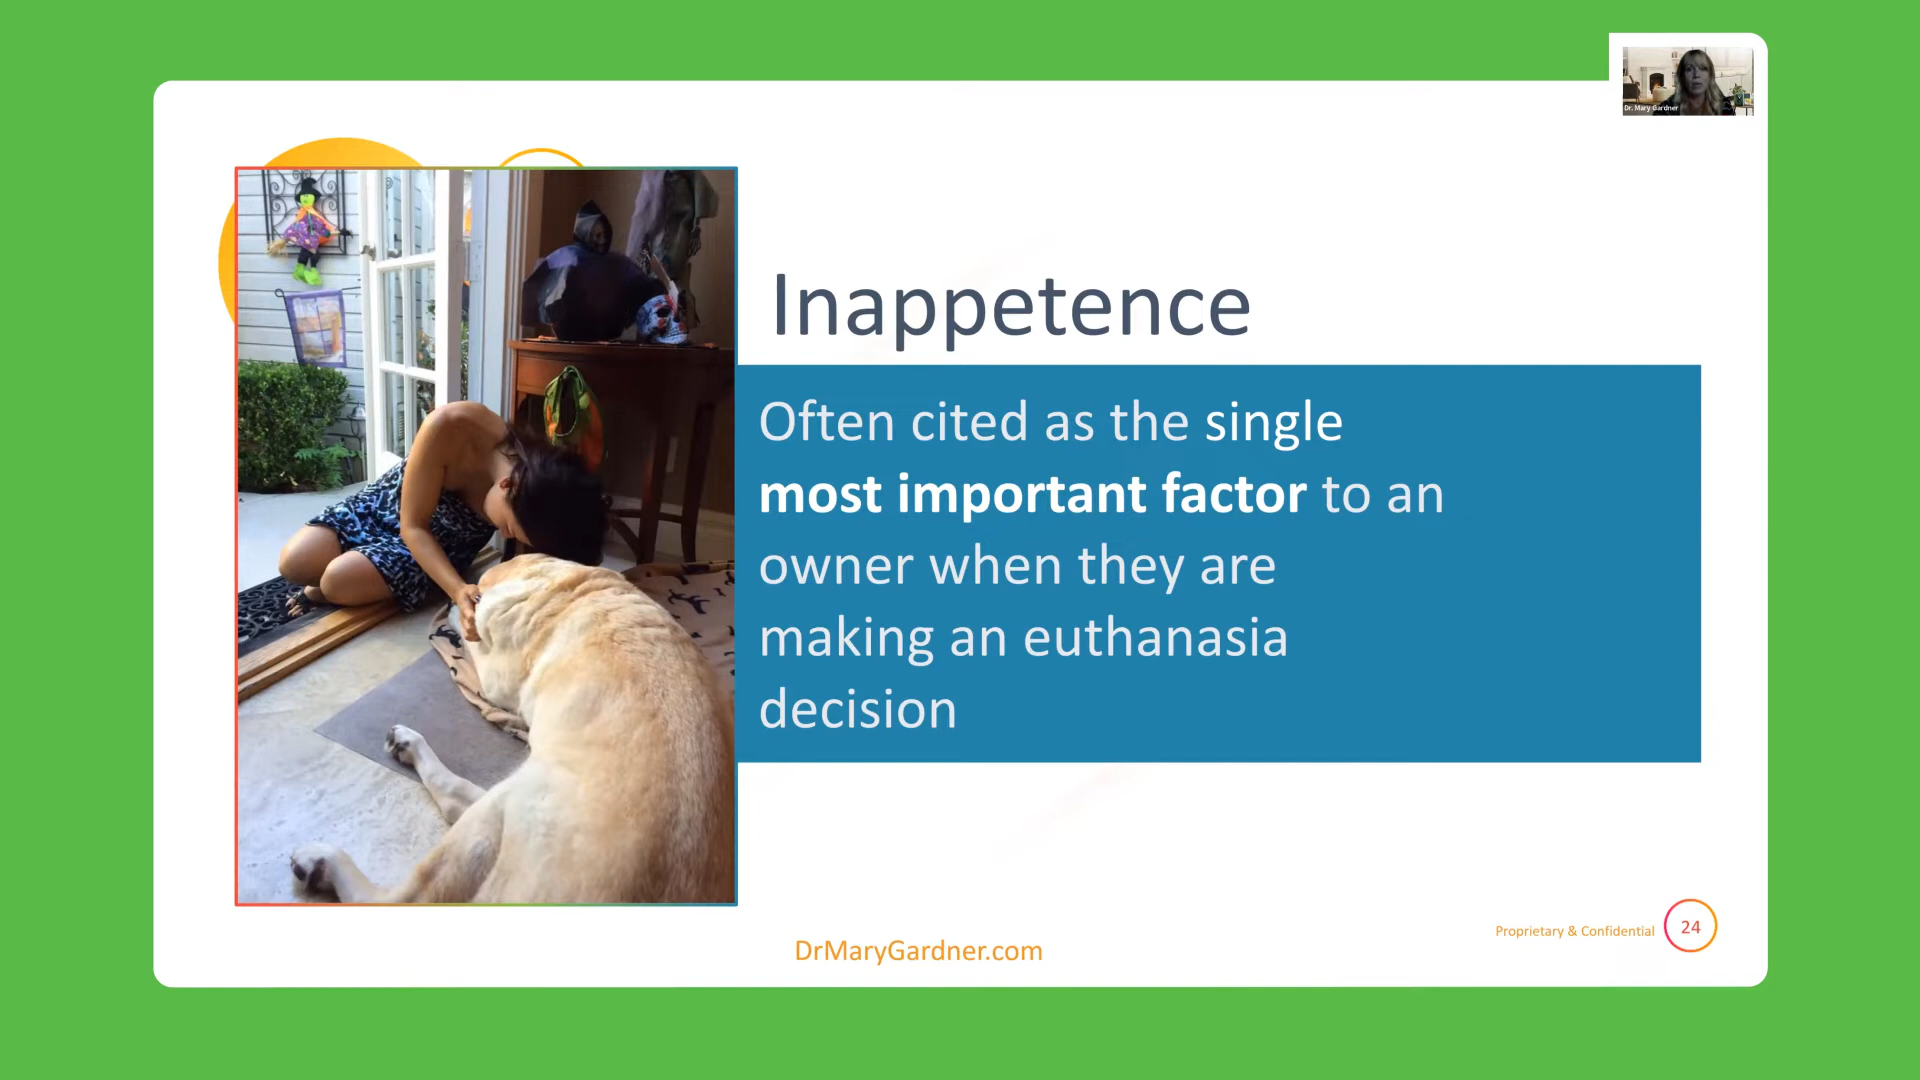 Dr. Mary Gardner
Inappetence
Often cited as the single
most important factor to an
owner when they are
making an euthanasia
decision
Proprietary & Confidential
24
DrMaryGardner.com